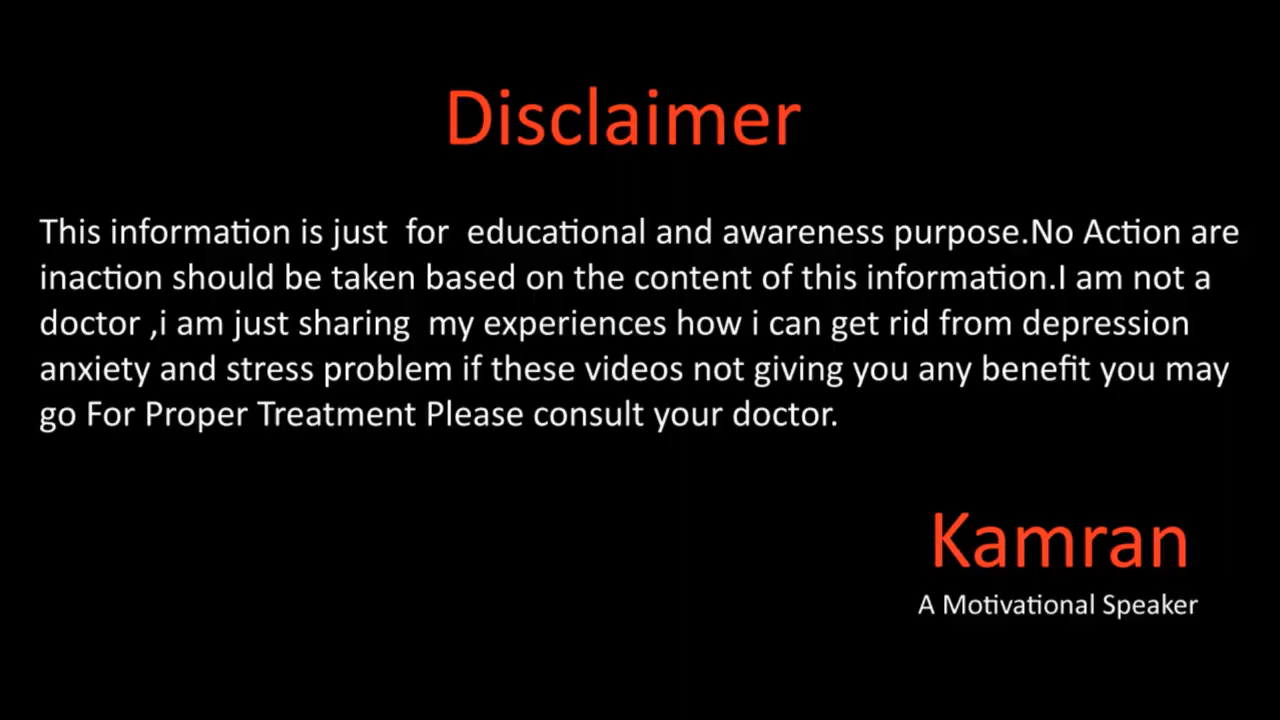 Disclaimer
This information is just  for  educational and awareness purpose.No Action are
inaction should be taken based on the content of this information.I am not a
doctor ,i am just sharing  my experiences how i can get rid from depression
anxiety and stress problem if these videos not giving you any benefit you may
go For Proper Treatment Please consult your doctor.
Kamran
A Motivational Speaker